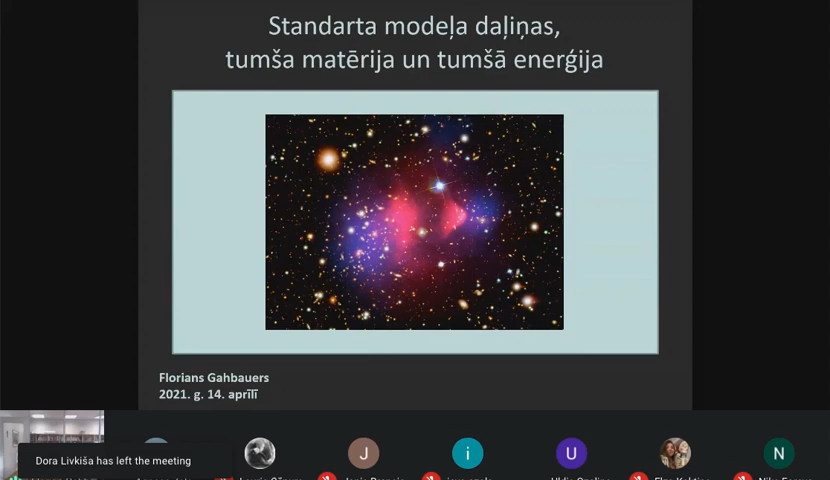 Standarta modeļa daļiņas,
tumša matērija un tumšā enerģija
Florians Gahbauers
2021. g. 14. aprīlī
Dora Livkiša has left the meeting
J
i
U
N